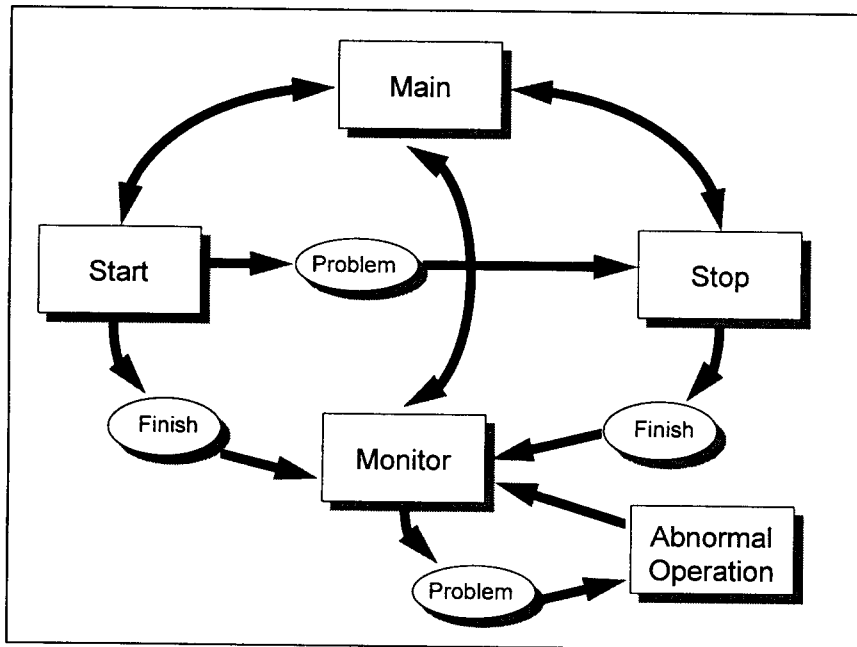 Main
Start
Problem
Stop
Finish
Monitor
Finish
Abnormal
Operation
Problem